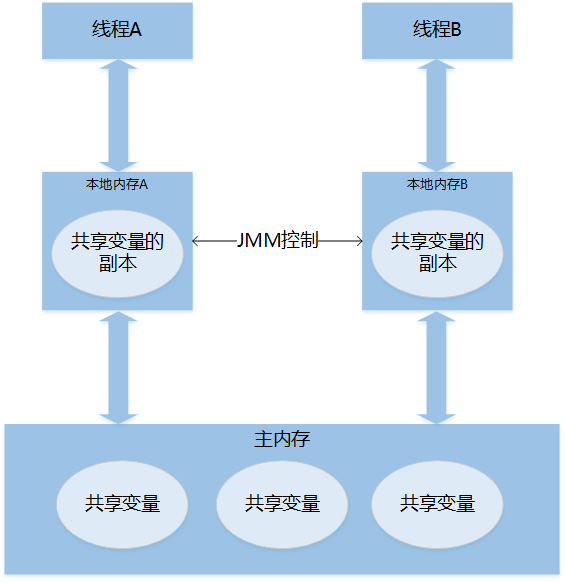 线程A
线程B
本地内存A
本地内存B
共享变量的
副本
JMM控制
共享变量的
副本
主内存
共享变量
共享变量
共享变量